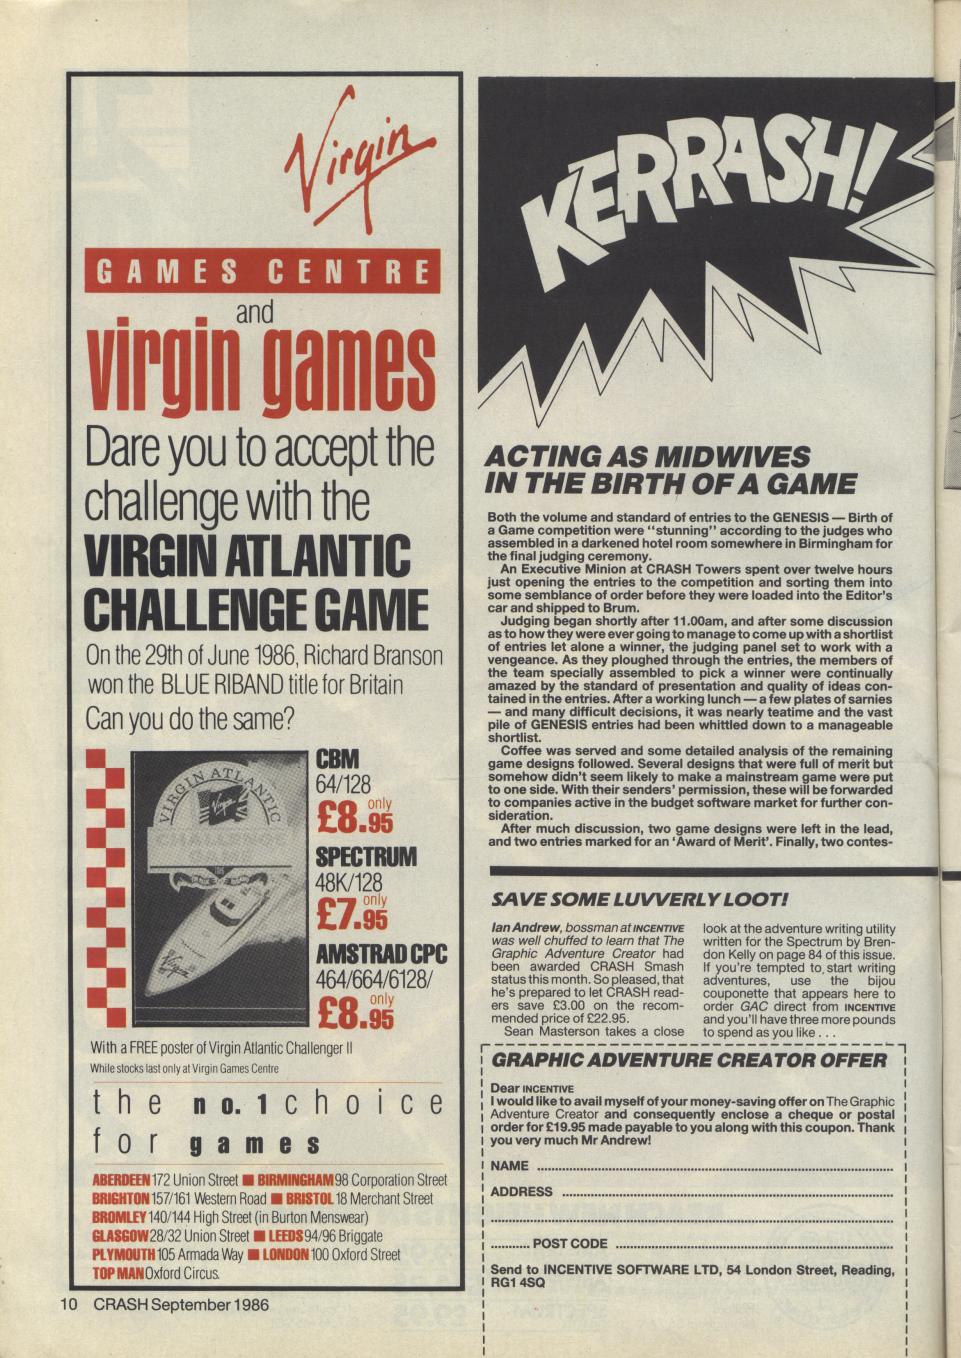 Virgin
GAMES CENTRE
and
virgin games
Dare you to accept the
challenge with the
VIRGIN ATLANTIC
CHALLENGE GAME
On the 29th of June 1986, Richard Branson
won the BLUE RIBAND title for Britain
Can you do the same?
VIRGIN ATLANTIC
Virgin
CBM
64/128
only
£8.95
SPECTRUM
48K/128
only
£7.95
AMSTRAD CPC
464/664/6128/
only
£8.95
With a FREE poster of Virgin Atlantic Challenger II
While stocks last only at Virgin Games Centre
the no. 1 choice
for games
ABERDEEN 172 Union Street ■ BIRMINGHAM 98 Corporation Street
BRIGHTON 157/161 Western Road ■ BRISTOL 18 Merchant Street
BROMLEY 140/144 High Street (in Burton Menswear)
GLASGOW 28/32 Union Street ■ LEEDS 94/96 Briggate
PLYMOUTH 105 Armada Way ■ LONDON 100 Oxford Street
TOP MAN Oxford Circus.
10 CRASH September 1986
KERRASH!
ACTING AS MIDWIVES
IN THE BIRTH OF A GAME
Both the volume and standard of entries to the GENESIS — Birth of
a Game competition were "stunning" according to the judges who
assembled in a darkened hotel room somewhere in Birmingham for
the final judging ceremony.
An Executive Minion at CRASH Towers spent over twelve hours
just opening the entries to the competition and sorting them into
some semblance of order before they were loaded into the Editor's
car and shipped to Brum.
Judging began shortly after 11.00am, and after some discussion
as to how they were ever going to manage to come up with a shortlist
of entries let alone a winner, the judging panel set to work with a
vengeance. As they ploughed through the entries, the members of
the team specially assembled to pick a winner were continually
amazed by the standard of presentation and quality of ideas con-
tained in the entries. After a working lunch — a few plates of sarnies
— and many difficult decisions, it was nearly teatime and the vast
pile of GENESIS entries had been whittled down to a manageable
shortlist.
Coffee was served and some detailed analysis of the remaining
game designs followed. Several designs that were full of merit but
somehow didn't seem likely to make a mainstream game were put
to one side. With their senders' permission, these will be forwarded
to companies active in the budget software market for further con-
sideration.
After much discussion, two game designs were left in the lead,
and two entries marked for an 'Award of Merit'. Finally, two contes-
SAVE SOME LUVVERLY LOOT!
Ian Andrew, bossman at INCENTIVE
was well chuffed to learn that The
Graphic Adventure Creator had
been awarded CRASH Smash
status this month. So pleased, that
he's prepared to let CRASH read-
ers save £3.00 on the recom-
mended price of £22.95.
Sean Masterson takes a close
look at the adventure writing utility
written for the Spectrum by Bren-
don Kelly on page 84 of this issue.
If you're tempted to start writing
adventures, use the bijou
couponette that appears here to
order GAC direct from INCENTIVE
and you'll have three more pounds
to spend as you like . . .
GRAPHIC ADVENTURE CREATOR OFFER
Dear INCENTIVE
I would like to avail myself of your money-saving offer on The Graphic
Adventure Creator and consequently enclose a cheque or postal
order for £19.95 made payable to you along with this coupon. Thank
you very much Mr Andrew!
NAME
ADDRESS
POST CODE
Send to INCENTIVE SOFTWARE LTD, 54 London Street, Reading,
RG1 4SQ